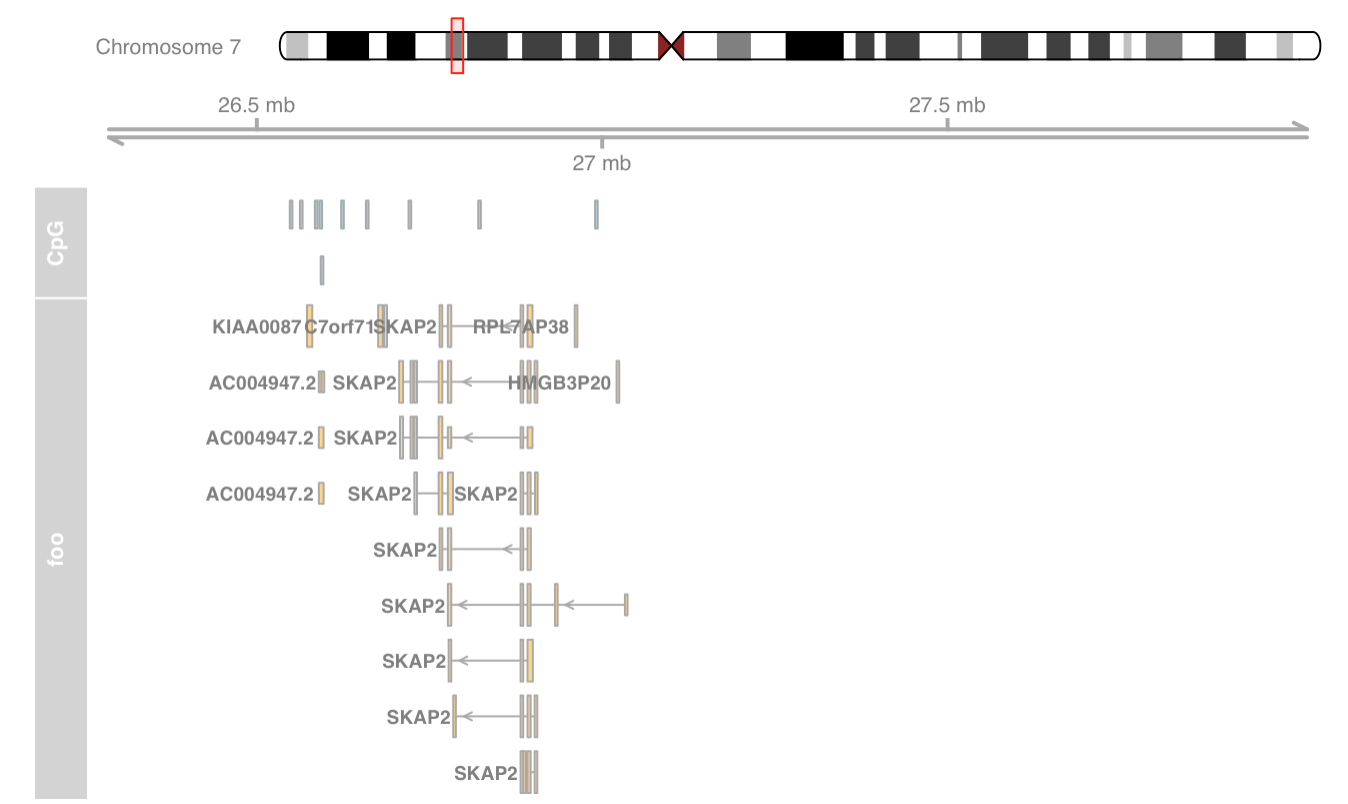 Chromosome 7
26.5 mb 27.5 mb
27 mb
CpG
KIAA0087 C7orf71 SKAP2 RPL7AP38
AC004947.2 SKAP2 HMGB3P20
AC004947.2 SKAP2
AC004947.2 SKAP2 SKAP2
foo
SKAP2
SKAP2
SKAP2
SKAP2
SKAP2